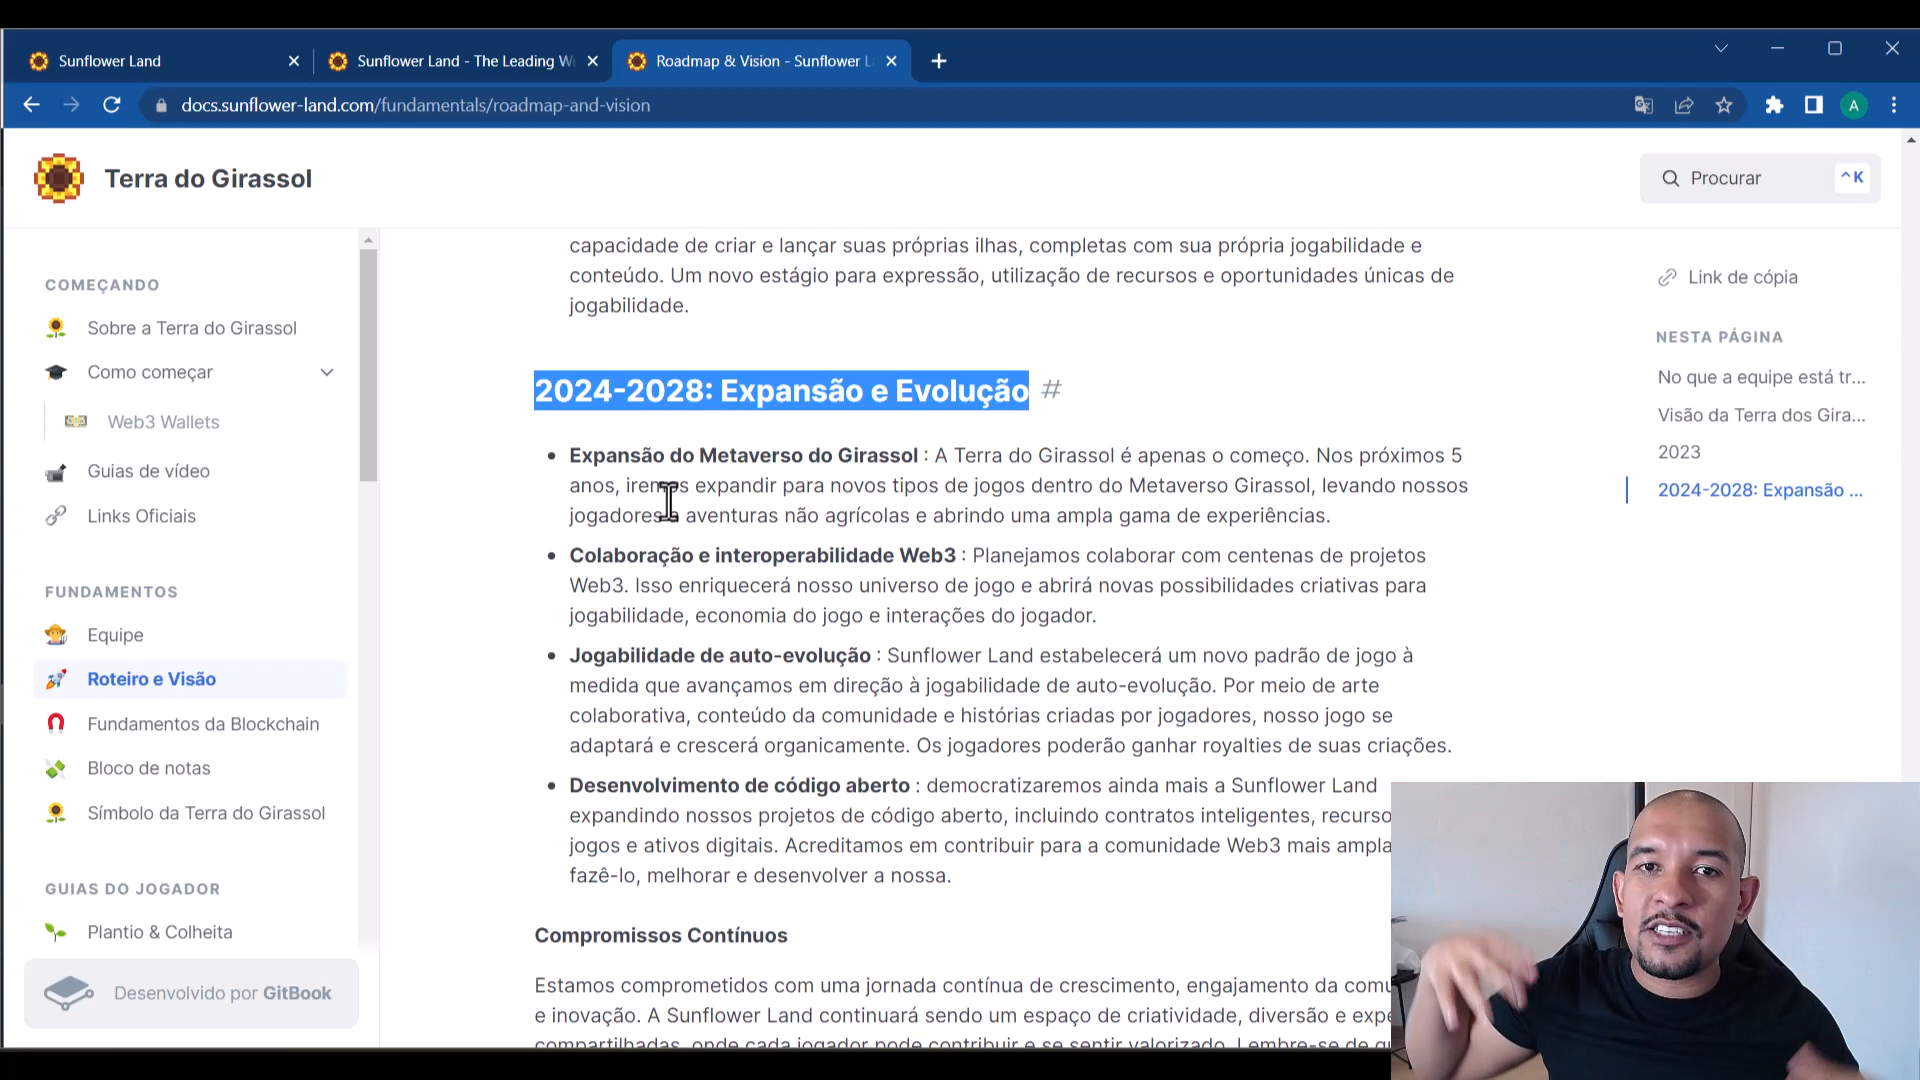 Sunflower Land
Sunflower Land - The Leading W
Roadmap & Vision - Sunflower L
docs.sunflower-land.com/fundamentals/roadmap-and-vision
A
Terra do Girassol
Procurar
^K
COMEÇANDO
Sobre a Terra do Girassol
Como começar
Web3 Wallets
Guias de vídeo
Links Oficiais
FUNDAMENTOS
Equipe
Roteiro e Visão
Fundamentos da Blockchain
Bloco de notas
Símbolo da Terra do Girassol
GUIAS DO JOGADOR
Plantio & Colheita
Desenvolvido por GitBook
capacidade de criar e lançar suas próprias ilhas, completas com sua própria jogabilidade e
conteúdo. Um novo estágio para expressão, utilização de recursos e oportunidades únicas de
jogabilidade.
2024-2028: Expansão e Evolução #
Expansão do Metaverso do Girassol : A Terra do Girassol é apenas o começo. Nos próximos 5
anos, iremos expandir para novos tipos de jogos dentro do Metaverso Girassol, levando nossos
jogadores a aventuras não agrícolas e abrindo uma ampla gama de experiências.
Colaboração e interoperabilidade Web3 : Planejamos colaborar com centenas de projetos
Web3. Isso enriquecerá nosso universo de jogo e abrirá novas possibilidades criativas para
jogabilidade, economia do jogo e interações do jogador.
Jogabilidade de auto-evolução : Sunflower Land estabelecerá um novo padrão de jogo à
medida que avançamos em direção à jogabilidade de auto-evolução. Por meio de arte
colaborativa, conteúdo da comunidade e histórias criadas por jogadores, nosso jogo se
adaptará e crescerá organicamente. Os jogadores poderão ganhar royalties de suas criações.
Desenvolvimento de código aberto : democratizaremos ainda mais a Sunflower Land
expandindo nossos projetos de código aberto, incluindo contratos inteligentes, recurso
jogos e ativos digitais. Acreditamos em contribuir para a comunidade Web3 mais ampla
fazê-lo, melhorar e desenvolver a nossa.
Compromissos Contínuos
Estamos comprometidos com uma jornada contínua de crescimento, engajamento da comu
e inovação. A Sunflower Land continuará sendo um espaço de criatividade, diversão e expe
compartilhadas, onde cada jogador pode contribuir e se sentir valorizado. Lembre-se de q
Link de cópia
NESTA PÁGINA
No que a equipe está tr...
Visão da Terra dos Gira...
2023
2024-2028: Expansão ...